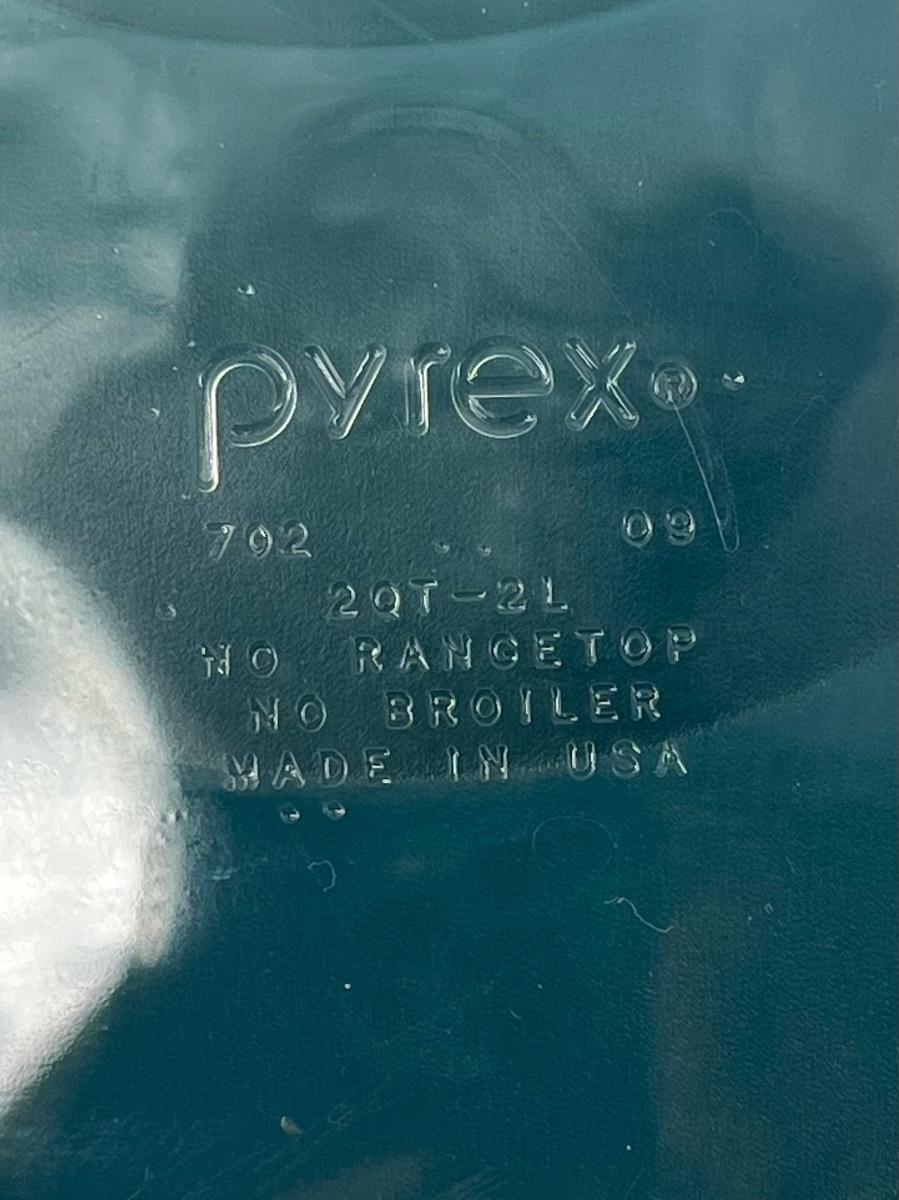 pyrex®
702 09
2QT-2L
NO RANGETOP
NO BROILER
MADE IN USA